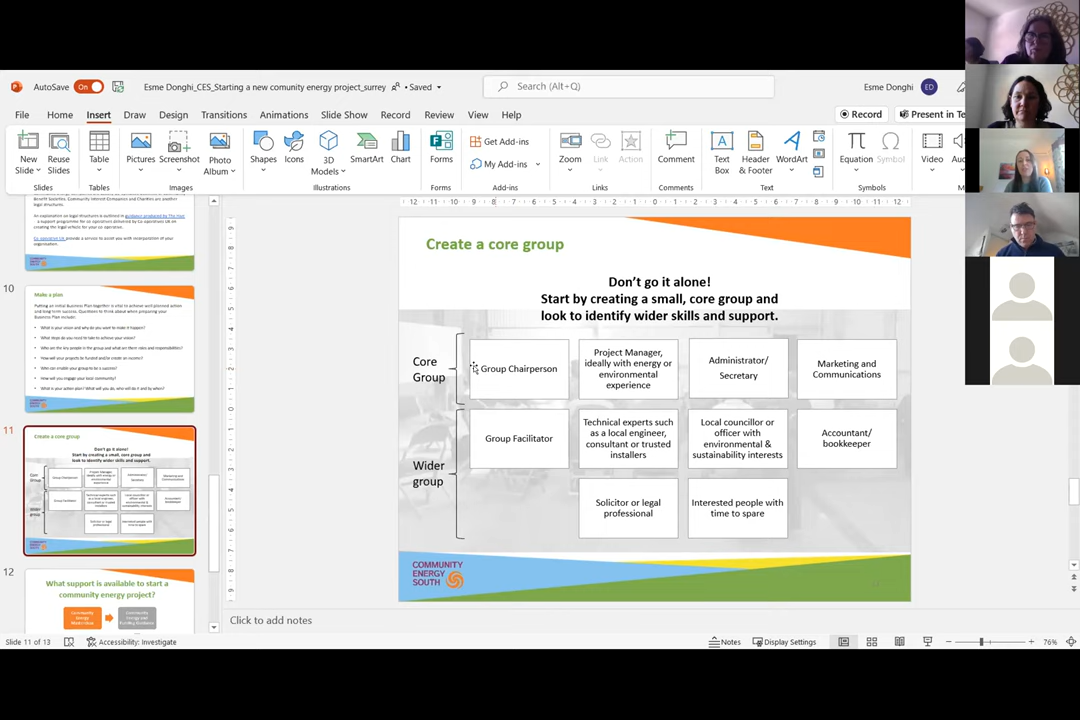 AutoSave On
Esme Donghi_CES_Starting a new comunity energy project_surrey
• Saved
Search (Alt+Q)
Esme Donghi
ED
File Home Insert Draw Design Transitions Animations Slide Show Record Review View Help
Record
Present in Te
New Slide
Reuse Slides
Table
Pictures
Screenshot
Photo Album
Shapes
Icons
3D Models
SmartArt
Chart
Forms
Get Add-ins
My Add-ins
Zoom
Link
Action
Comment
Text Box
Header & Footer
WordArt
Equation
Symbol
Video
Slides
Tables
Images
Illustrations
Forms
Add-ins
Links
Comments
Text
Symbols
10
Make a plan
11
Create a core group
12
What support is available to start a
community energy project?
Create a core group
Don't go it alone!
Start by creating a small, core group and
look to identify wider skills and support.
Core
Group
Group Chairperson
Project Manager,
ideally with energy or
environmental
experience
Administrator/
Secretary
Marketing and
Communications
Wider
group
Group Facilitator
Technical experts such
as a local engineer,
consultant or trusted
installers
Local councillor or
officer with
environmental &
sustainability interests
Accountant/
bookkeeper
Solicitor or legal
professional
Interested people with
time to spare
COMMUNITY
ENERGY
SOUTH
Click to add notes
Slide 11 of 13
Accessibility: Investigate
Notes
Display Settings
76%